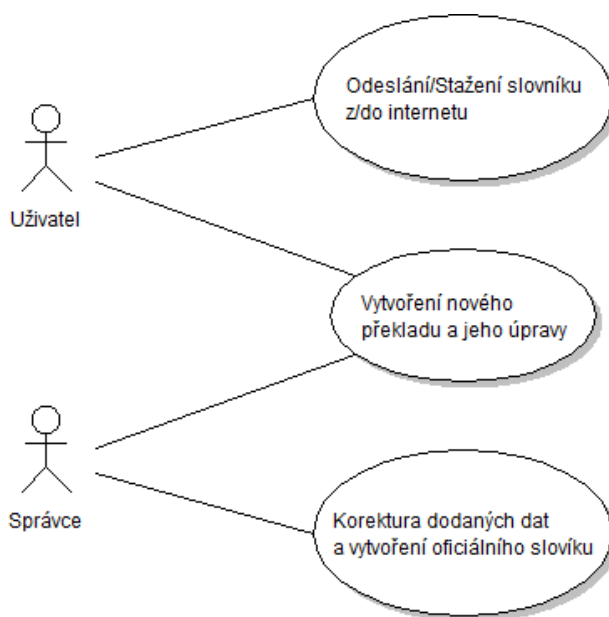 Odeslání/Stažení slovníku
z/do internetu
Uživatel
Vytvoření nového
překladu a jeho úpravy
Správce
Korektura dodaných dat
a vytvoření oficiálního slovíku